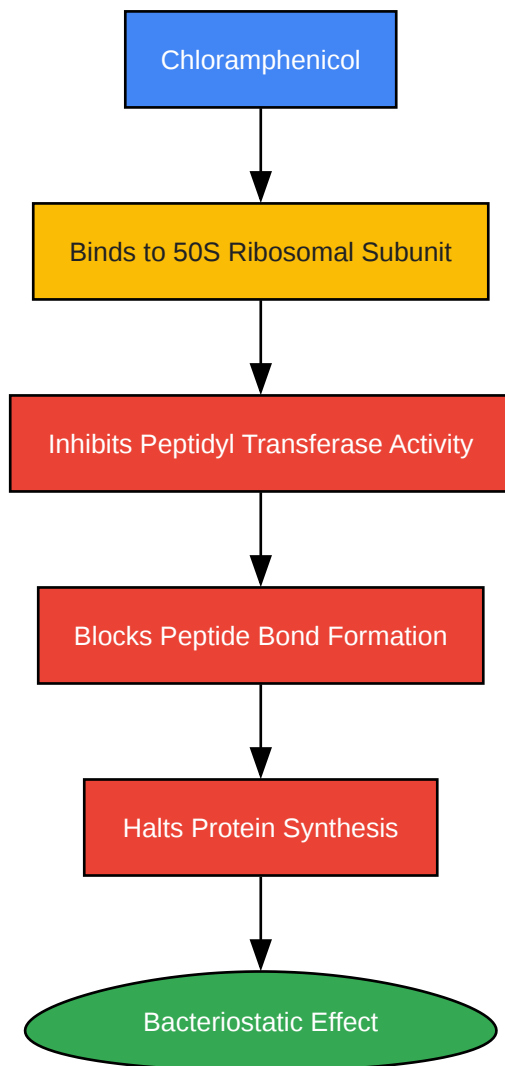 Chloramphenicol
Binds to 50S Ribosomal Subunit
Inhibits Peptidyl Transferase Activity
Blocks Peptide Bond Formation
Halts Protein Synthesis
Bacteriostatic Effect